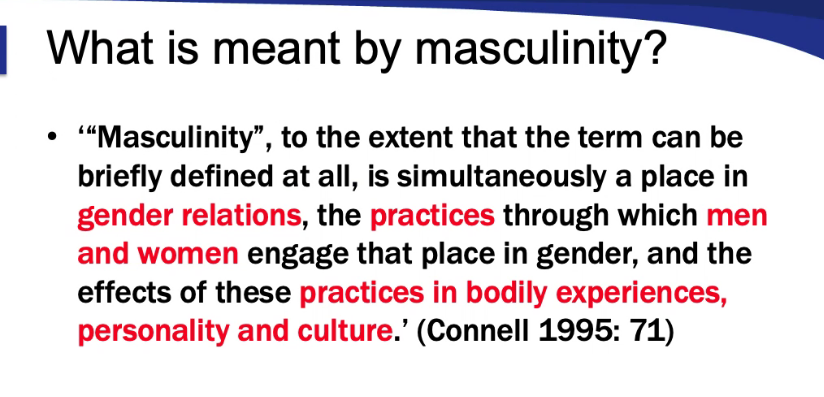 What is meant by masculinity?
• ‘“Masculinity”, to the extent that the term can be
briefly defined at all, is simultaneously a place in
gender relations, the practices through which men
and women engage that place in gender, and the
effects of these practices in bodily experiences,
personality and culture.’ (Connell 1995: 71)